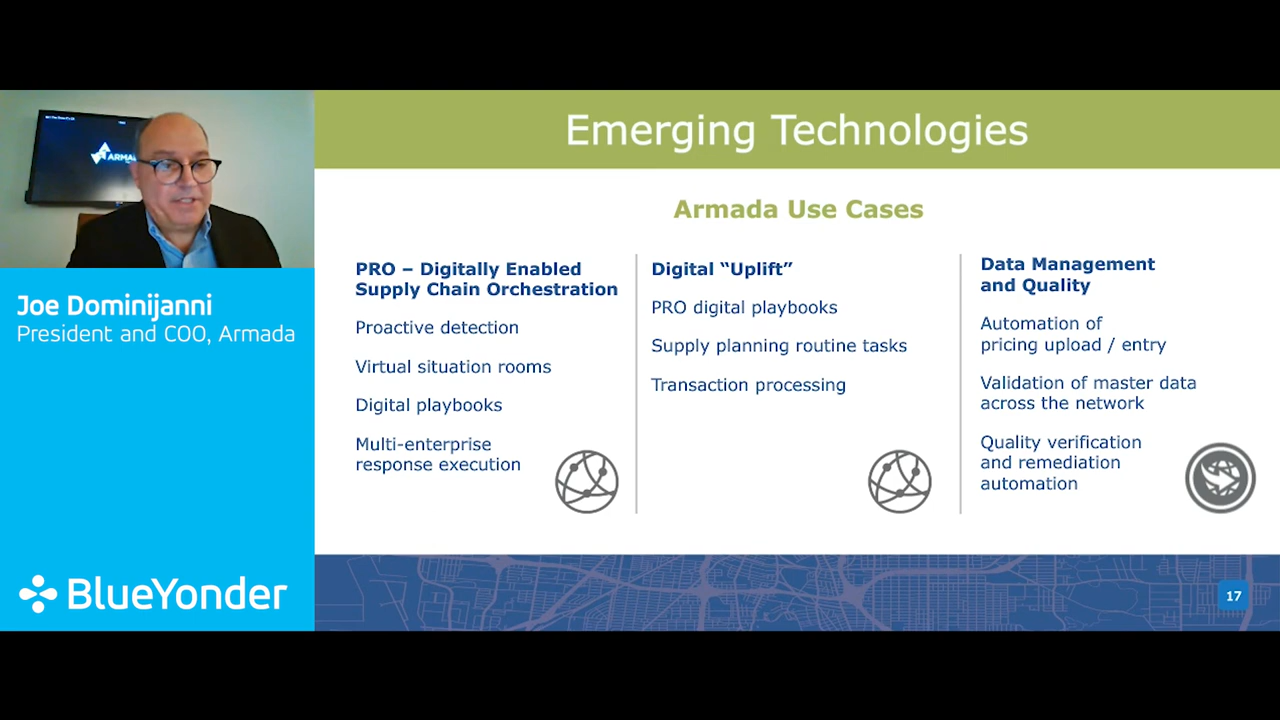 Emerging Technologies
Armada Use Cases
PRO – Digitally Enabled
Supply Chain Orchestration
Proactive detection
Virtual situation rooms
Digital playbooks
Multi-enterprise
response execution
Digital “Uplift”
PRO digital playbooks
Supply planning routine tasks
Transaction processing
Data Management
and Quality
Automation of
pricing upload / entry
Validation of master data
across the network
Quality verification
and remediation
automation
Joe Dominijanni
President and COO, Armada
BlueYonder
17